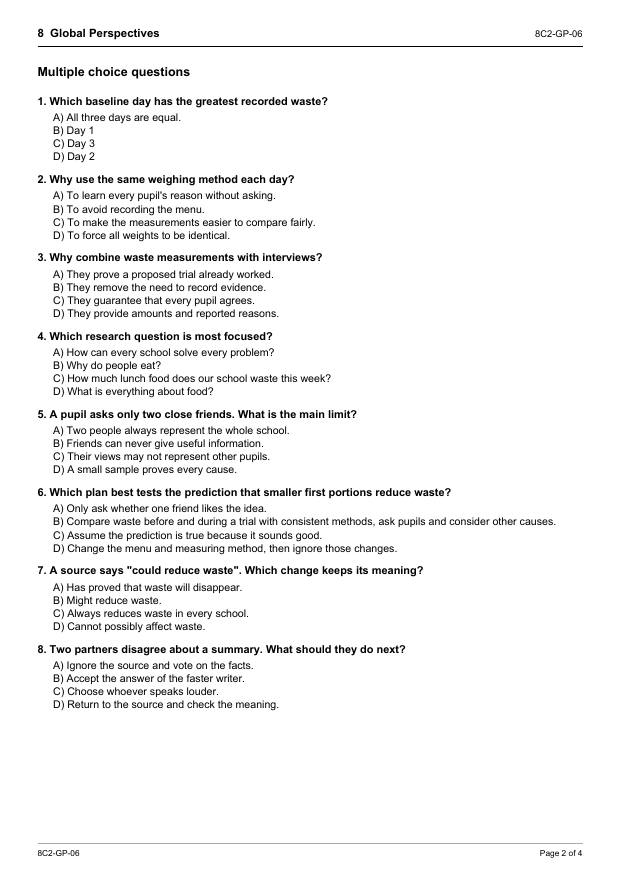 8 Global Perspectives
8C2-GP-06
Multiple choice questions
1. Which baseline day has the greatest recorded waste?
A) All three days are equal.
B) Day 1
C) Day 3
D) Day 2
2. Why use the same weighing method each day?
A) To learn every pupil's reason without asking.
B) To avoid recording the menu.
C) To make the measurements easier to compare fairly.
D) To force all weights to be identical.
3. Why combine waste measurements with interviews?
A) They prove a proposed trial already worked.
B) They remove the need to record evidence.
C) They guarantee that every pupil agrees.
D) They provide amounts and reported reasons.
4. Which research question is most focused?
A) How can every school solve every problem?
B) Why do people eat?
C) How much lunch food does our school waste this week?
D) What is everything about food?
5. A pupil asks only two close friends. What is the main limit?
A) Two people always represent the whole school.
B) Friends can never give useful information.
C) Their views may not represent other pupils.
D) A small sample proves every cause.
6. Which plan best tests the prediction that smaller first portions reduce waste?
A) Only ask whether one friend likes the idea.
B) Compare waste before and during a trial with consistent methods, ask pupils and consider other causes.
C) Assume the prediction is true because it sounds good.
D) Change the menu and measuring method, then ignore those changes.
7. A source says "could reduce waste". Which change keeps its meaning?
A) Has proved that waste will disappear.
B) Might reduce waste.
C) Always reduces waste in every school.
D) Cannot possibly affect waste.
8. Two partners disagree about a summary. What should they do next?
A) Ignore the source and vote on the facts.
B) Accept the answer of the faster writer.
C) Choose whoever speaks louder.
D) Return to the source and check the meaning.
8C2-GP-06
Page 2 of 4